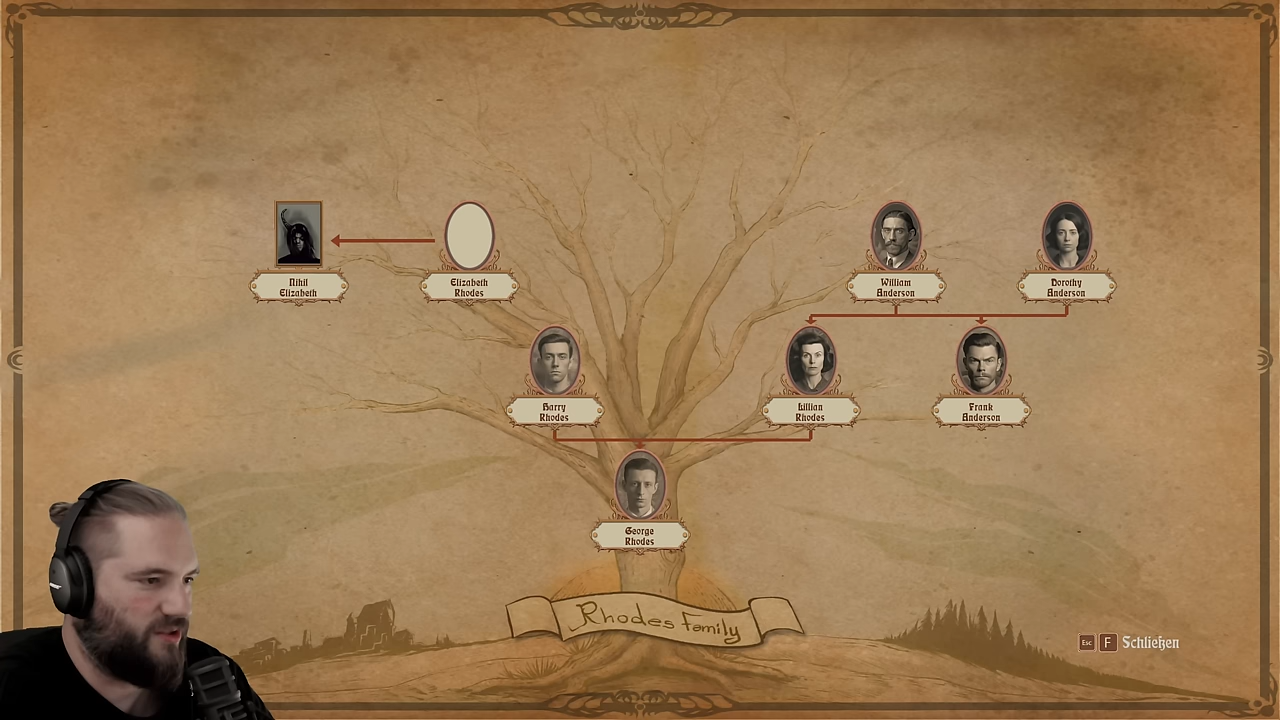 Nihil
Elizabeth
Elizabeth
Rhodes
William
Anderson
Dorothy
Anderson
Harry
Rhodes
Lillian
Rhodes
Frank
Anderson
George
Rhodes
Rhodes Family
Esc F Schließen